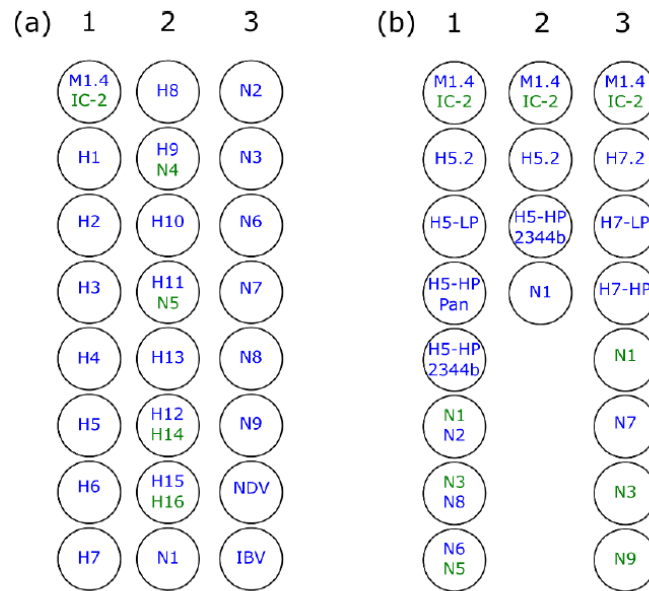 (a) 1 2 3
M1.4
IC-2
H8
N2
H1
H9
N4
N3
H2
H10
N6
H3
H11
N5
N7
H4
H13
N8
H5
H12
H14
N9
H6
H15
H16
NDV
H7
N1
IBV
(b) 1 2 3
M1.4
IC-2
M1.4
IC-2
M1.4
IC-2
H5.2
H5.2
H7.2
H5-LP
H5-HP
2344b
H7-LP
H5-HP
Pan
N1
H7-HP
H5-HP
2344b
N1
N1
N2
N7
N3
N8
N3
N6
N5
N9